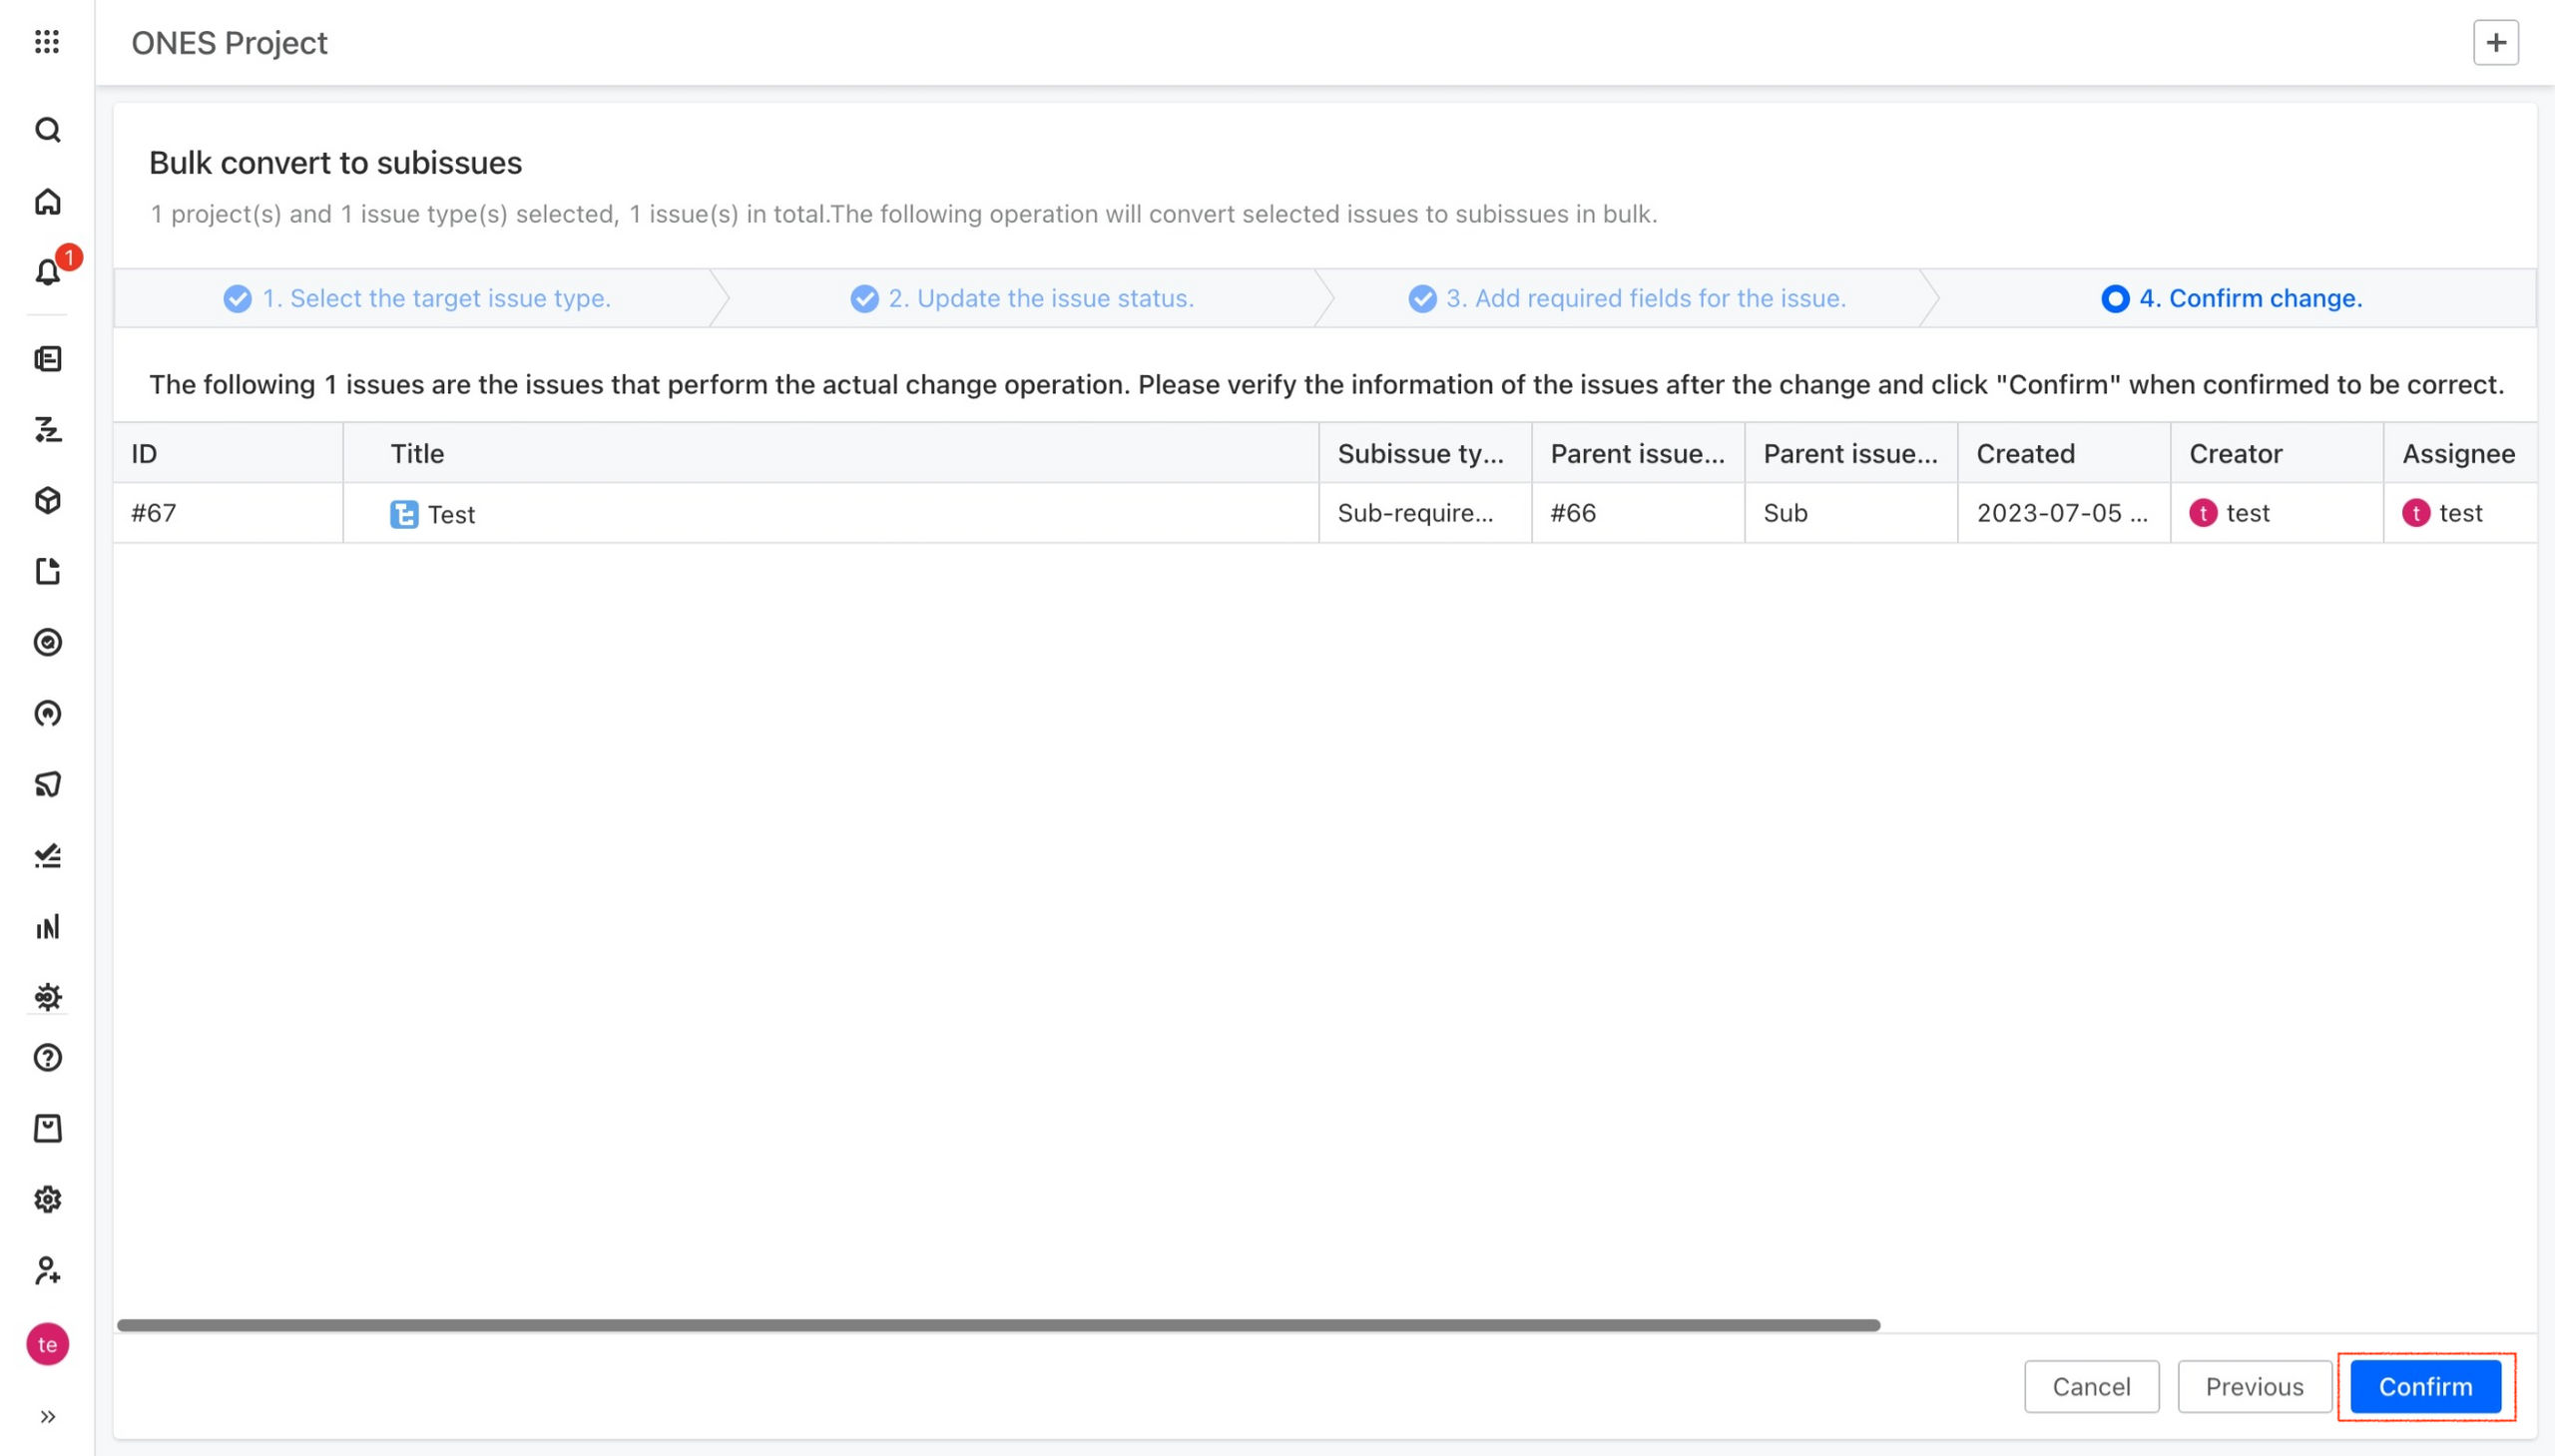 ONES Project
Bulk convert to subissues
1 project(s) and 1 issue type(s) selected, 1 issue(s) in total.The following operation will convert selected issues to subissues in bulk.
1
1. Select the target issue type.
2. Update the issue status.
3. Add required fields for the issue.
4. Confirm change.
The following 1 issues are the issues that perform the actual change operation. Please verify the information of the issues after the change and click "Confirm" when confirmed to be correct.
ID Title Subissue ty... Parent issue... Parent issue... Created Creator Assignee
#67 Test Sub-require... #66 Sub 2023-07-05 ... t test t test
te
Cancel Previous Confirm